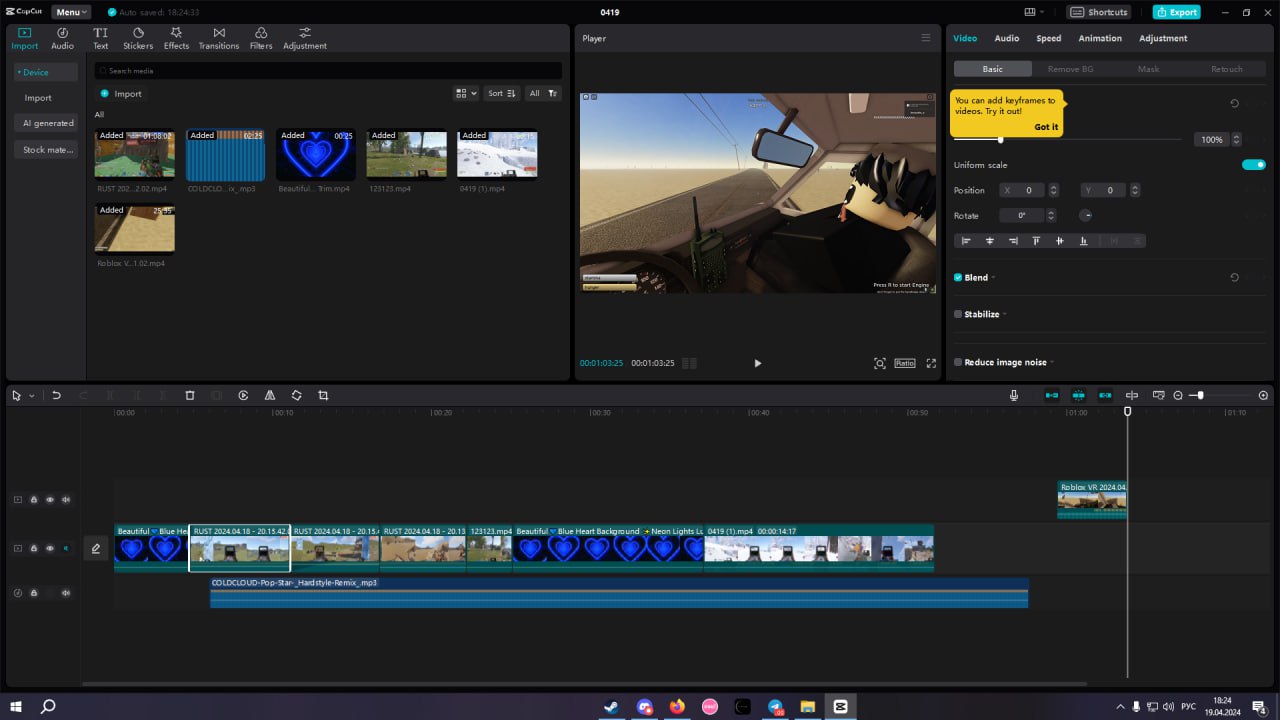 CapCut
Menu
Auto saved: 18:24:33
0419
Shortcuts
Export
Import
Audio
Text
Stickers
Effects
Transitions
Filters
Adjustment
Device
Import
AI generated
Stock mate...
Search media
Import
Sort
All
All
Added
01:08:02
RUST 202...2.02.mp4
Added
02:25
COLDCLO...ix_.mp3
Added
00:25
Beautiful...Trim.mp4
Added
123123.mp4
Added
0419 (1).mp4
Added
25:35
Roblox V...1.02.mp4
Player
Press R to start Engine
00:01:03:25
00:01:03:25
Ratio
Video
Audio
Speed
Animation
Adjustment
Basic
Remove BG
Mask
Retouch
You can add keyframes to
videos. Try it out!
Got it
100%
Uniform scale
Position
X
0
Y
0
Rotate
0°
Blend
Stabilize
Reduce image noise
00:00
00:10
00:20
00:30
00:40
00:50
01:00
01:10
Roblox VR 2024.04.
Beautiful 💙 Blue He
RUST 2024.04.18 - 20.15.42.0
RUST 2024.04.18 - 20.15.4
RUST 2024.04.18 - 20.15
123123.mp4
Beautiful 💙 Blue Heart Background ✨ Neon Lights Lo
0419 (1).mp4 00:00:14:17
COLDCLOUD-Pop-Star-_Hardstyle-Remix_.mp3
РУС
18:24
19.04.2024